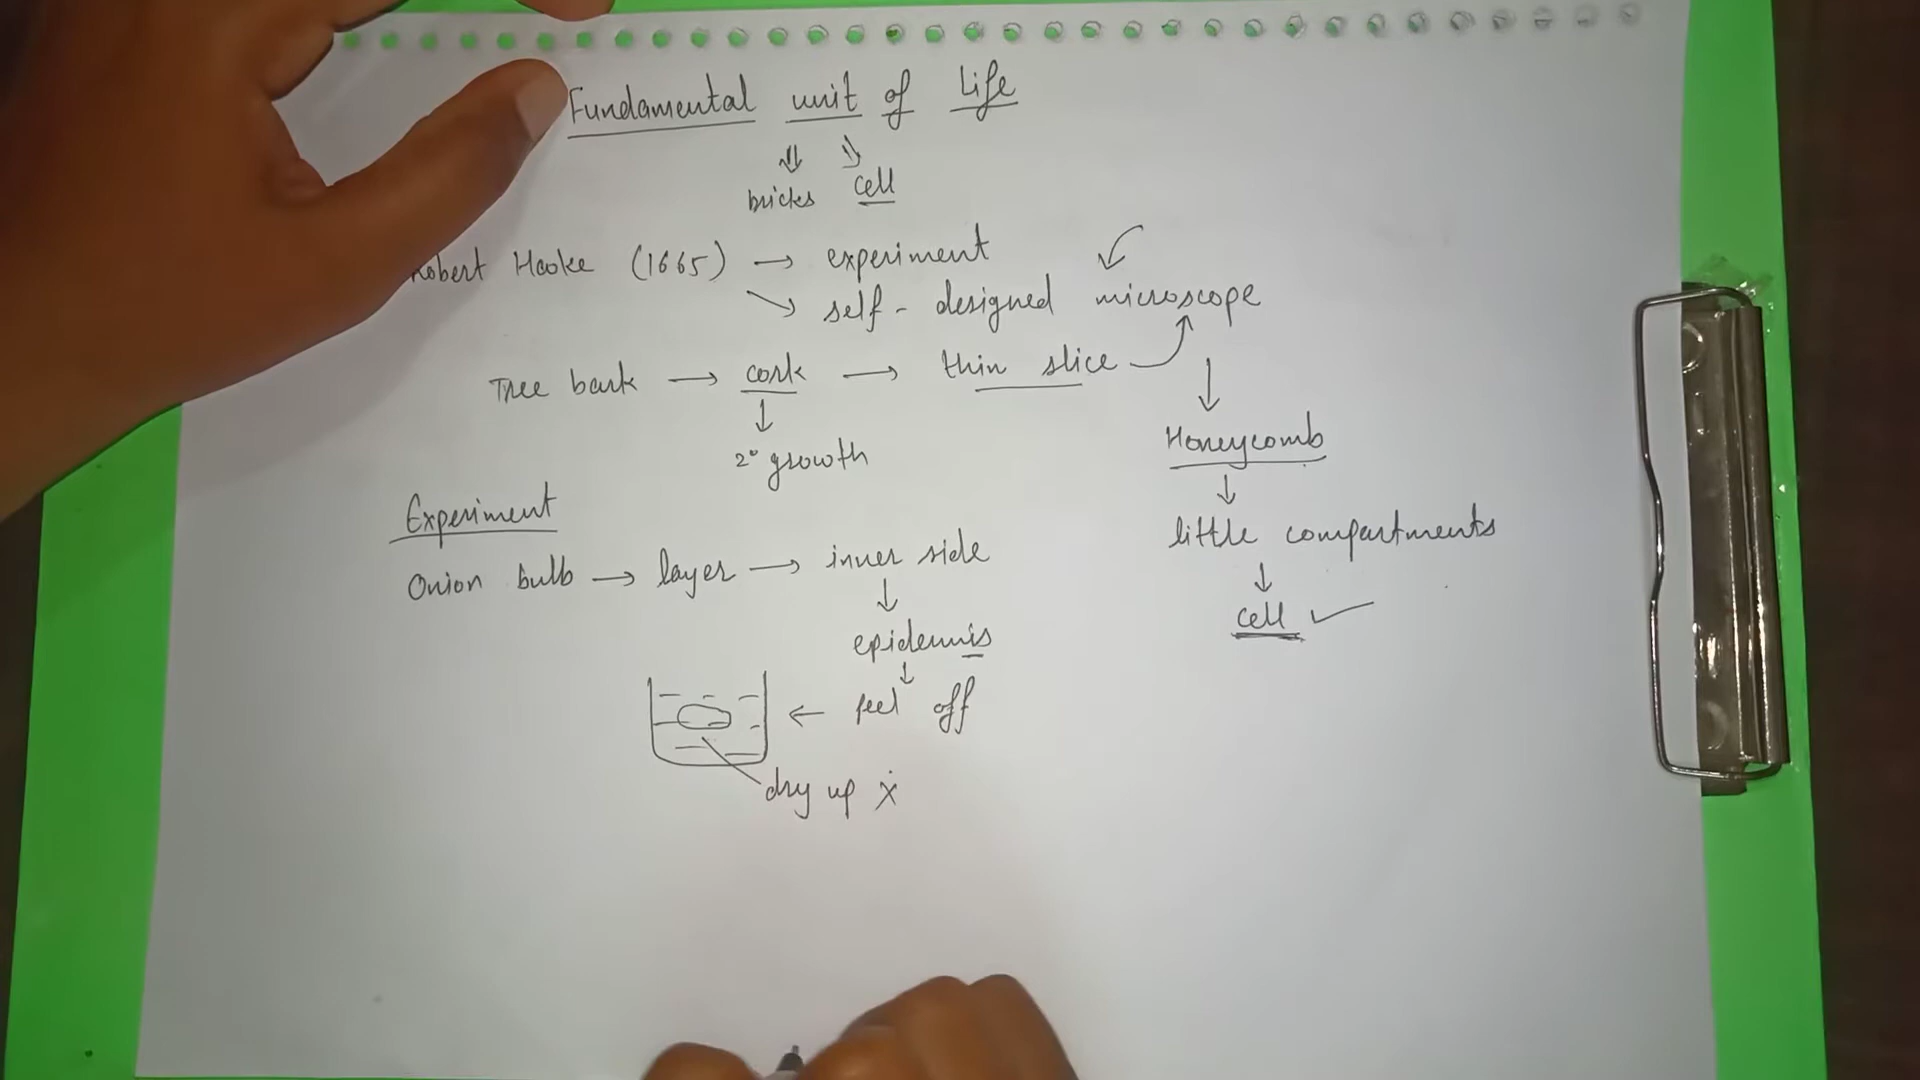 Fundamental unit of Life
⇓ ⇘
bricks cell
Robert Hooke (1665) → experiment
↘ self - designed microscope
Tree bark → cork → thin slice
↓
2° growth
↓
Honeycomb
↓
little compartments
↓
cell ✓
Experiment
Onion bulb → layer → inner side
↓
epidermis
↓
← peel off
dry up x